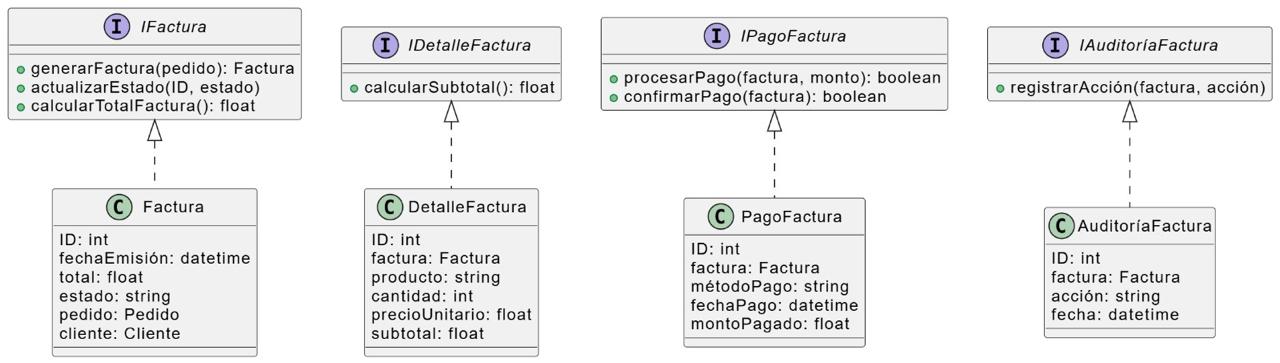 I IFactura
generarFactura(pedido): Factura
actualizarEstado(ID, estado)
calcularTotalFactura(): float
I IDetalleFactura
calcularSubtotal(): float
I IPagoFactura
procesarPago(factura, monto): boolean
confirmarPago(factura): boolean
I IAuditoríaFactura
registrarAcción(factura, acción)
C Factura
ID: int
fechaEmisión: datetime
total: float
estado: string
pedido: Pedido
cliente: Cliente
C DetalleFactura
ID: int
factura: Factura
producto: string
cantidad: int
precioUnitario: float
subtotal: float
C PagoFactura
ID: int
factura: Factura
métodoPago: string
fechaPago: datetime
montoPagado: float
C AuditoríaFactura
ID: int
factura: Factura
acción: string
fecha: datetime